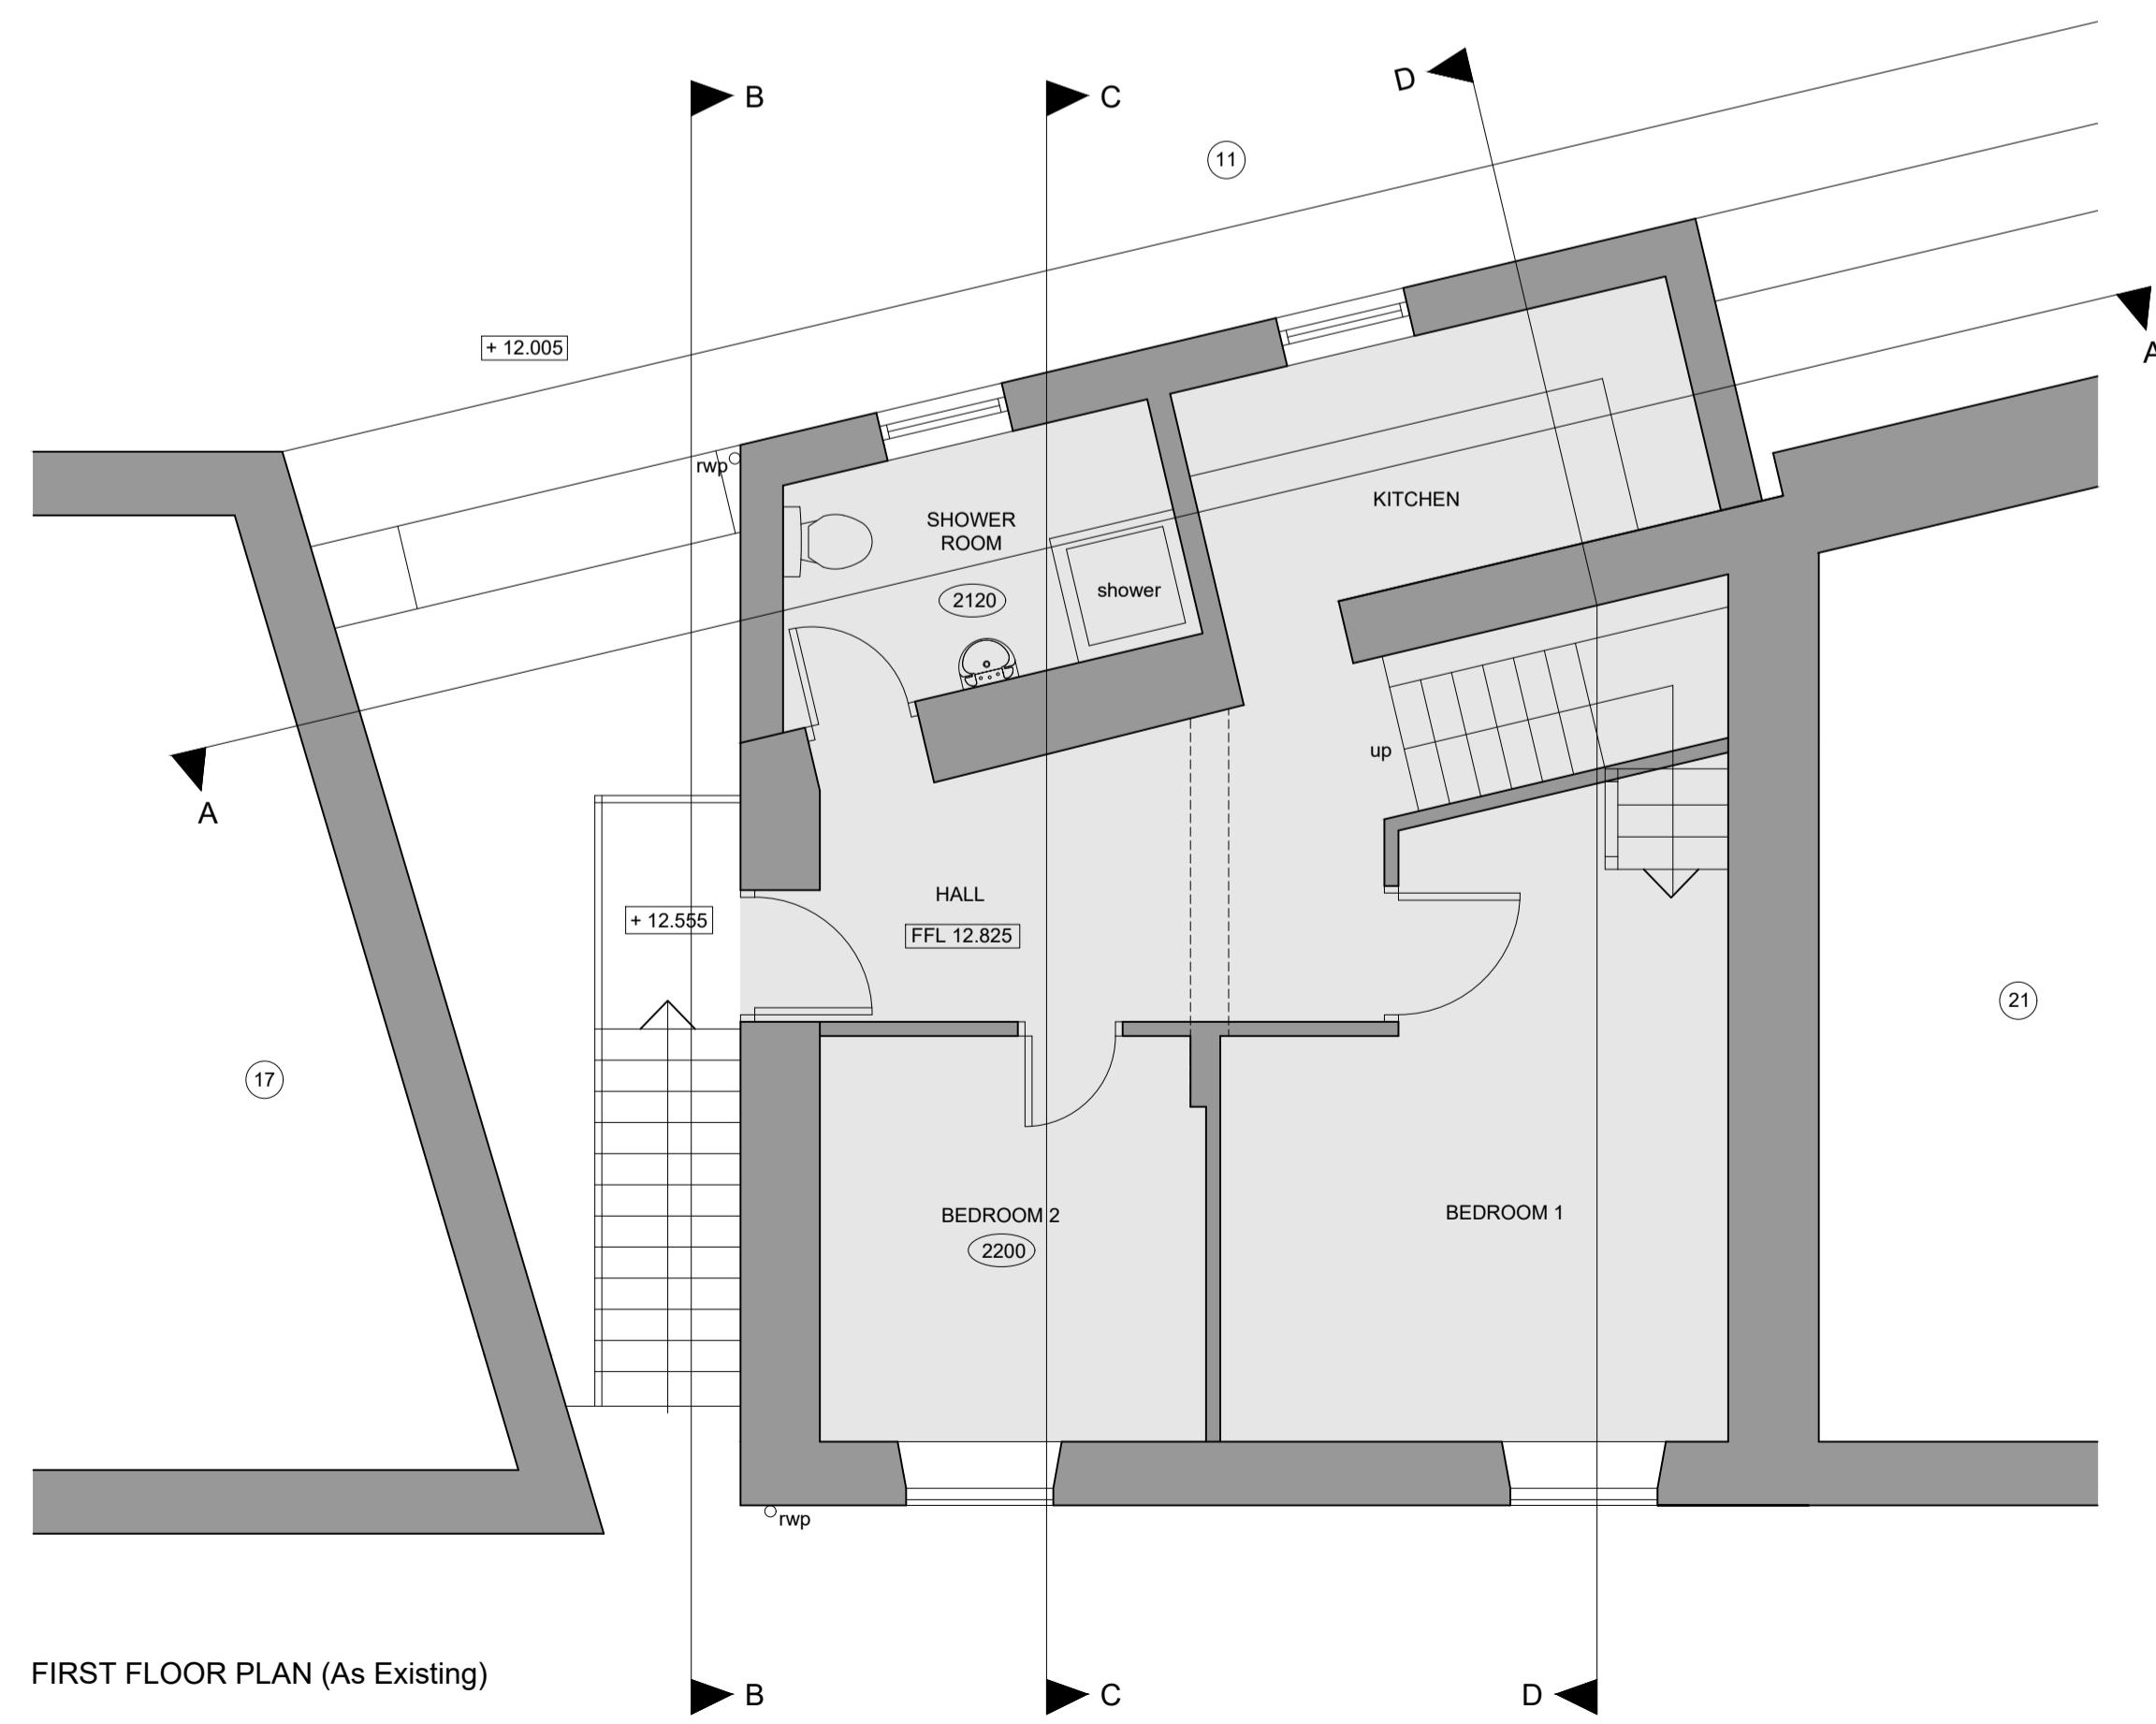 D
B
C
11
+ 12.005
A
rwp
KITCHEN
SHOWER
ROOM
shower
2120
up
A
HALL
+ 12.555
FFL 12.825
21
17
BEDROOM 2
BEDROOM 1
2200
rwp
FIRST FLOOR PLAN (As Existing)
B
C
D